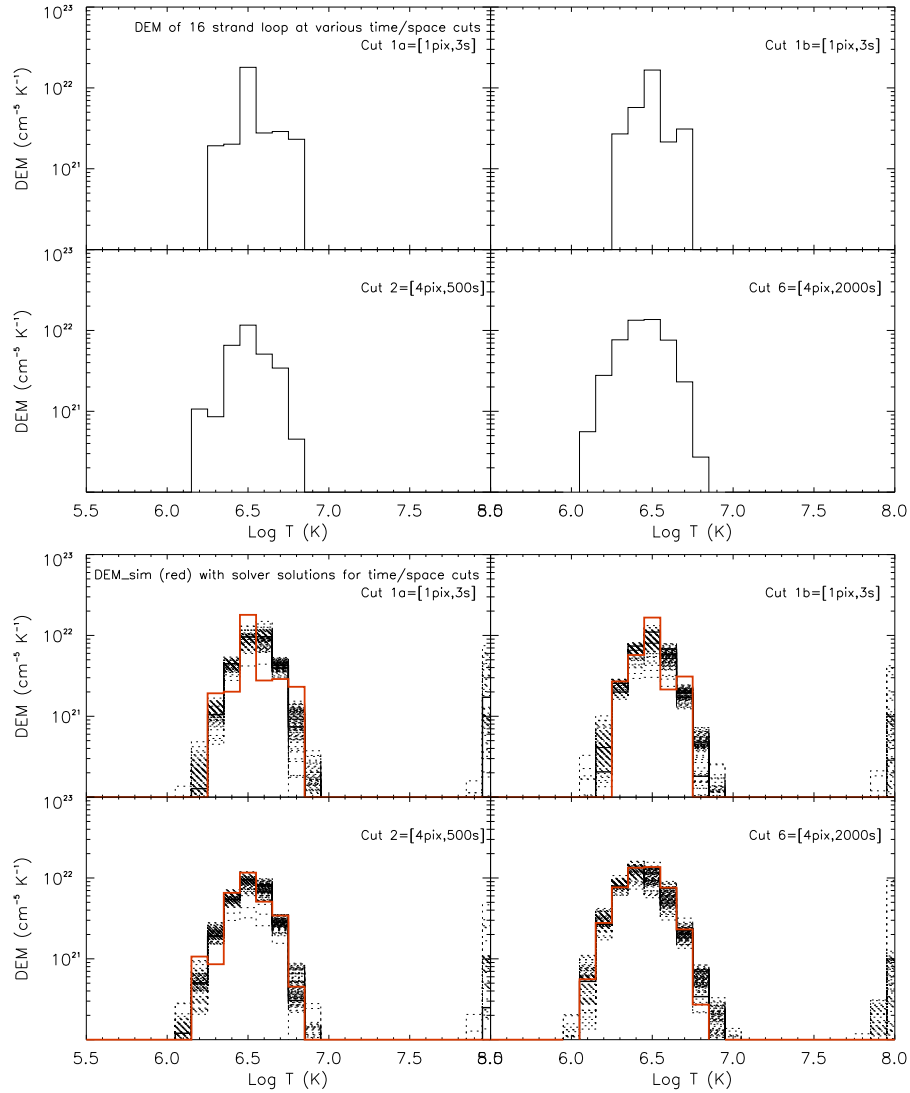 10²³
DEM of 16 strand loop at various time/space cuts
Cut 1a=[1pix,3s]
Cut 1b=[1pix,3s]
10²²
DEM (cm⁻⁵ K⁻¹)
10²¹
10²³
Cut 2=[4pix,500s]
Cut 6=[4pix,2000s]
10²²
DEM (cm⁻⁵ K⁻¹)
10²¹
5.5 6.0 6.5 7.0 7.5 8.0
5.5 6.0 6.5 7.0 7.5 8.0
Log T (K)
Log T (K)
10²³
DEM_sim (red) with solver solutions for time/space cuts
Cut 1a=[1pix,3s]
Cut 1b=[1pix,3s]
10²²
DEM (cm⁻⁵ K⁻¹)
10²¹
10²³
Cut 2=[4pix,500s]
Cut 6=[4pix,2000s]
10²²
DEM (cm⁻⁵ K⁻¹)
10²¹
5.5 6.0 6.5 7.0 7.5 8.0
5.5 6.0 6.5 7.0 7.5 8.0
Log T (K)
Log T (K)